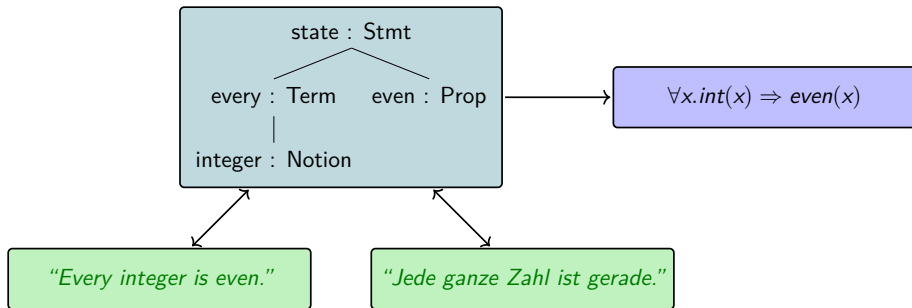 state : Stmt
every : Term even : Prop
integer : Notion
∀x.int(x) ⇒ even(x)
“Every integer is even.”
“Jede ganze Zahl ist gerade.”